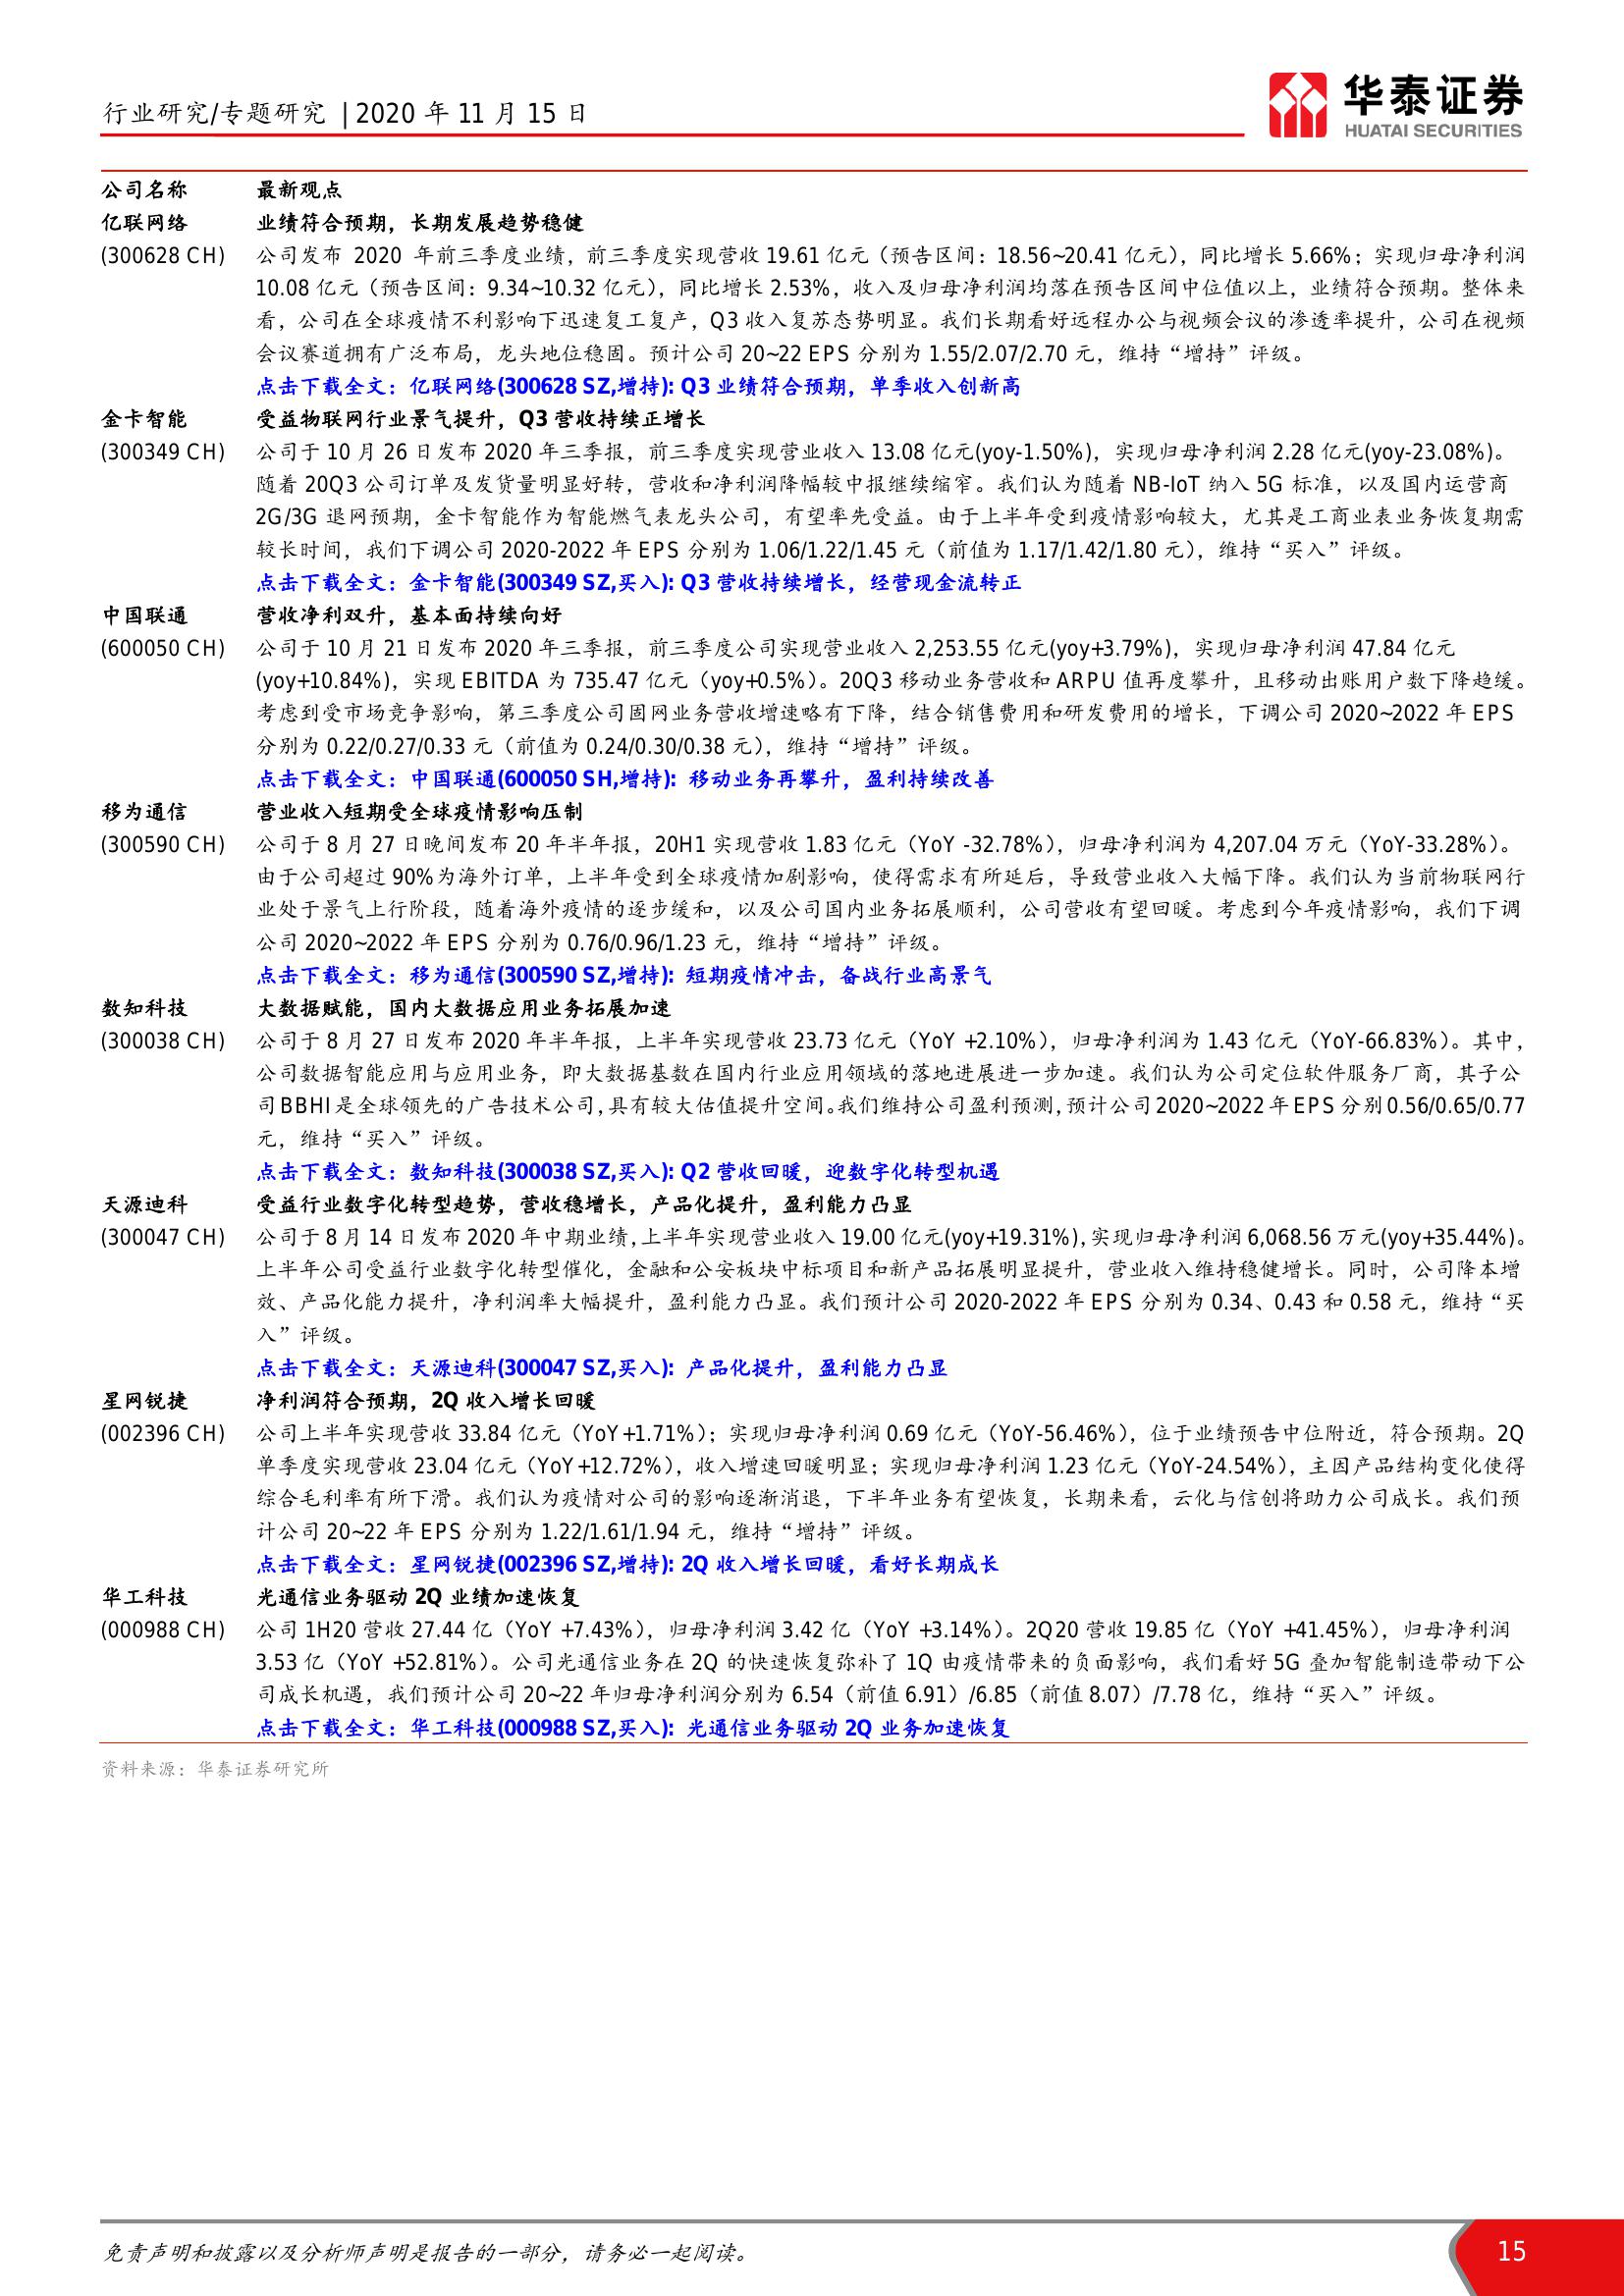 行业研究/专题研究 | 2020 年 11 月 15 日
华泰证券
HUATAI SECURITIES
公司名称 最新观点
亿联网络 业绩符合预期，长期发展趋势稳健
(300628 CH) 公司发布 2020 年前三季度业绩，前三季度实现营收 19.61 亿元（预告区间：18.56~20.41 亿元），同比增长 5.66%；实现归母净利润
10.08 亿元（预告区间：9.34~10.32 亿元），同比增长 2.53%，收入及归母净利润均落在预告区间中位值以上，业绩符合预期。整体来
看，公司在全球疫情不利影响下迅速复工复产，Q3 收入复苏态势明显。我们长期看好远程办公与视频会议的渗透率提升，公司在视频
会议赛道拥有广泛布局，龙头地位稳固。预计公司 20~22 EPS 分别为 1.55/2.07/2.70 元，维持“增持”评级。
点击下载全文：亿联网络(300628 SZ,增持): Q3 业绩符合预期，单季收入创新高
金卡智能 受益物联网行业景气提升，Q3 营收持续正增长
(300349 CH) 公司于 10 月 26 日发布 2020 年三季报，前三季度实现营业收入 13.08 亿元(yoy-1.50%)，实现归母净利润 2.28 亿元(yoy-23.08%)。
随着 20Q3 公司订单及发货量明显好转，营收和净利润降幅较中报继续缩窄。我们认为随着 NB-IoT 纳入 5G 标准，以及国内运营商
2G/3G 退网预期，金卡智能作为智能燃气表龙头公司，有望率先受益。由于上半年受到疫情影响较大，尤其是工商业表业务恢复期需
较长时间，我们下调公司 2020-2022 年 EPS 分别为 1.06/1.22/1.45 元（前值为 1.17/1.42/1.80 元），维持“买入”评级。
点击下载全文：金卡智能(300349 SZ,买入): Q3 营收持续增长，经营现金流转正
中国联通 营收净利双升，基本面持续向好
(600050 CH) 公司于 10 月 21 日发布 2020 年三季报，前三季度公司实现营业收入 2,253.55 亿元(yoy+3.79%)，实现归母净利润 47.84 亿元
(yoy+10.84%)，实现 EBITDA 为 735.47 亿元（yoy+0.5%）。20Q3 移动业务营收和 ARPU 值再度攀升，且移动出账用户数下降趋缓。
考虑到受市场竞争影响，第三季度公司固网业务营收增速略有下降，结合销售费用和研发费用的增长，下调公司 2020~2022 年 EPS
分别为 0.22/0.27/0.33 元（前值为 0.24/0.30/0.38 元），维持“增持”评级。
点击下载全文：中国联通(600050 SH,增持): 移动业务再攀升，盈利持续改善
移为通信 营业收入短期受全球疫情影响压制
(300590 CH) 公司于 8 月 27 日晚间发布 20 年半年报，20H1 实现营收 1.83 亿元（YoY -32.78%），归母净利润为 4,207.04 万元（YoY-33.28%）。
由于公司超过 90%为海外订单，上半年受到全球疫情加剧影响，使得需求有所延后，导致营业收入大幅下降。我们认为当前物联网行
业处于景气上行阶段，随着海外疫情的逐步缓和，以及公司国内业务拓展顺利，公司营收有望回暖。考虑到今年疫情影响，我们下调
公司 2020~2022 年 EPS 分别为 0.76/0.96/1.23 元，维持“增持”评级。
点击下载全文：移为通信(300590 SZ,增持): 短期疫情冲击，备战行业高景气
数知科技 大数据赋能，国内大数据应用业务拓展加速
(300038 CH) 公司于 8 月 27 日发布 2020 年半年报，上半年实现营收 23.73 亿元（YoY +2.10%），归母净利润为 1.43 亿元（YoY-66.83%）。其中，
公司数据智能应用与应用业务，即大数据基数在国内行业应用领域的落地进展进一步加速。我们认为公司定位软件服务厂商，其子公
司 BBHI 是全球领先的广告技术公司，具有较大估值提升空间。我们维持公司盈利预测，预计公司 2020~2022 年 EPS 分别 0.56/0.65/0.77
元，维持“买入”评级。
点击下载全文：数知科技(300038 SZ,买入): Q2 营收回暖，迎数字化转型机遇
天源迪科 受益行业数字化转型趋势，营收稳增长，产品化提升，盈利能力凸显
(300047 CH) 公司于 8 月 14 日发布 2020 年中期业绩，上半年实现营业收入 19.00 亿元(yoy+19.31%)，实现归母净利润 6,068.56 万元(yoy+35.44%)。
上半年公司受益行业数字化转型催化，金融和公安板块中标项目和新产品拓展明显提升，营业收入维持稳健增长。同时，公司降本增
效、产品化能力提升，净利润率大幅提升，盈利能力凸显。我们预计公司 2020-2022 年 EPS 分别为 0.34、0.43 和 0.58 元，维持“买
入”评级。
点击下载全文：天源迪科(300047 SZ,买入): 产品化提升，盈利能力凸显
星网锐捷 净利润符合预期，2Q 收入增长回暖
(002396 CH) 公司上半年实现营收 33.84 亿元（YoY+1.71%）；实现归母净利润 0.69 亿元（YoY-56.46%），位于业绩预告中位附近，符合预期。2Q
单季度实现营收 23.04 亿元（YoY+12.72%），收入增速回暖明显；实现归母净利润 1.23 亿元（YoY-24.54%），主因产品结构变化使得
综合毛利率有所下滑。我们认为疫情对公司的影响逐渐消退，下半年业务有望恢复，长期来看，云化与信创将助力公司成长。我们预
计公司 20~22 年 EPS 分别为 1.22/1.61/1.94 元，维持“增持”评级。
点击下载全文：星网锐捷(002396 SZ,增持): 2Q 收入增长回暖，看好长期成长
华工科技 光通信业务驱动 2Q 业绩加速恢复
(000988 CH) 公司 1H20 营收 27.44 亿（YoY +7.43%），归母净利润 3.42 亿（YoY +3.14%）。2Q20 营收 19.85 亿（YoY +41.45%），归母净利润
3.53 亿（YoY +52.81%）。公司光通信业务在 2Q 的快速恢复弥补了 1Q 由疫情带来的负面影响，我们看好 5G 叠加智能制造带动下公
司成长机遇，我们预计公司 20~22 年归母净利润分别为 6.54（前值 6.91）/6.85（前值 8.07）/7.78 亿，维持“买入”评级。
点击下载全文：华工科技(000988 SZ,买入): 光通信业务驱动 2Q 业务加速恢复
资料来源：华泰证券研究所
免责声明和披露以及分析师声明是报告的一部分，请务必一起阅读。
15